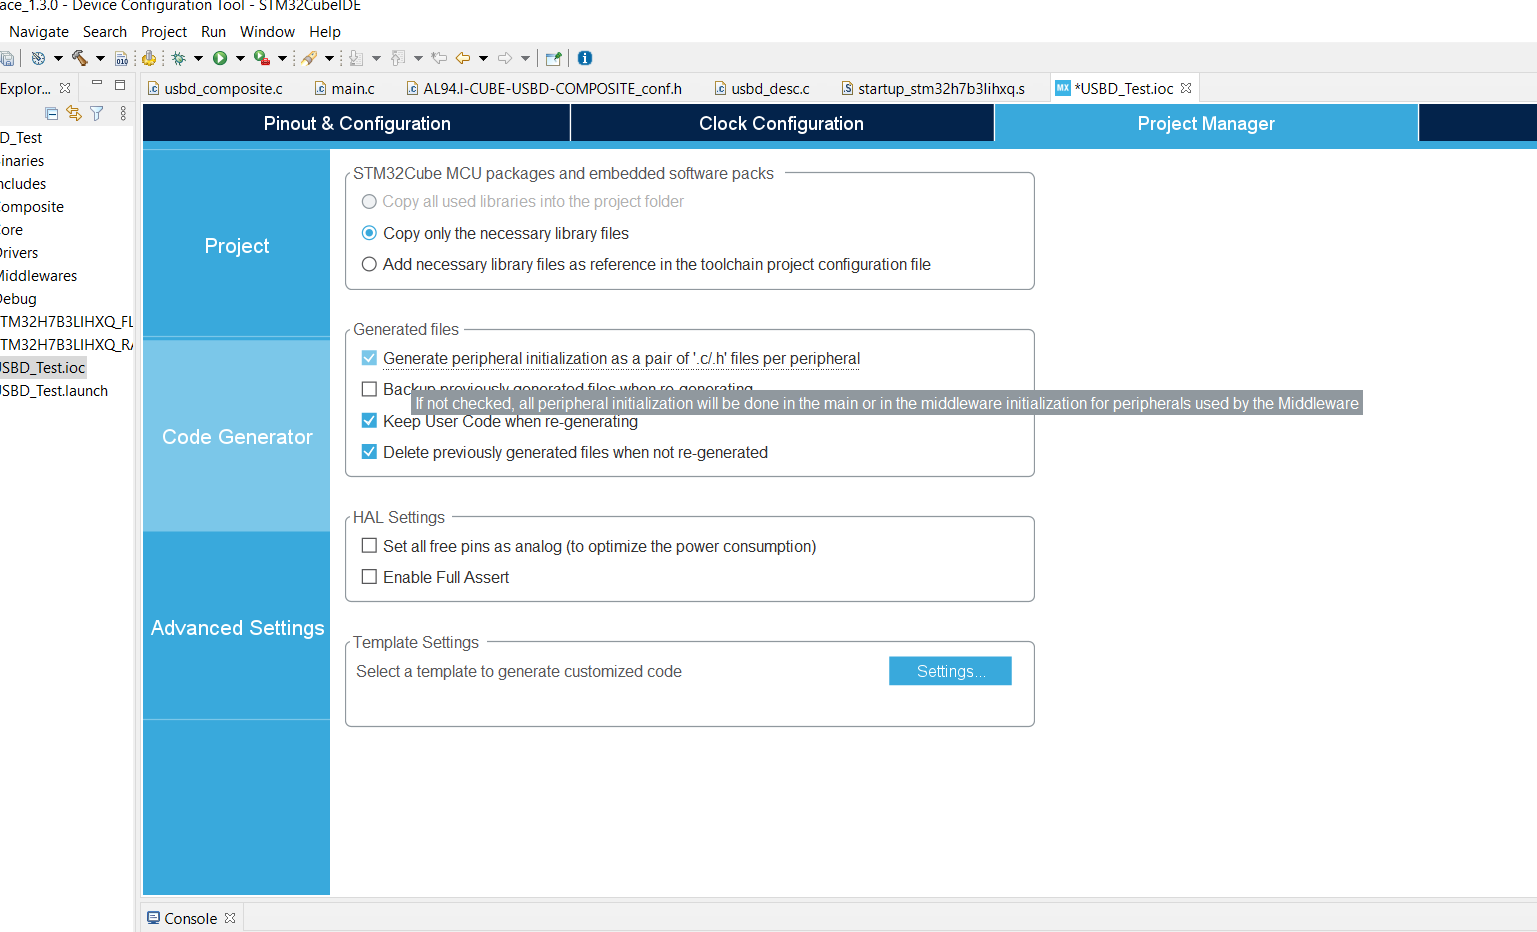 ace_1.3.0 - Device Configuration Tool - STM32CubeIDE
Navigate Search Project Run Window Help
Explor...
usbd_composite.c main.c AL94.I-CUBE-USBD-COMPOSITE_conf.h usbd_desc.c startup_stm32h7b3lihxq.s MX *USBD_Test.ioc
Pinout & Configuration Clock Configuration Project Manager
D_Test
inaries
ncludes
omposite
ore
Drivers
Middlewares
Debug
STM32H7B3LIHXQ_FL
STM32H7B3LIHXQ_RA
USBD_Test.ioc
USBD_Test.launch
Project
Code Generator
Advanced Settings
STM32Cube MCU packages and embedded software packs
Copy all used libraries into the project folder
Copy only the necessary library files
Add necessary library files as reference in the toolchain project configuration file
Generated files
Generate peripheral initialization as a pair of '.c/.h' files per peripheral
Backup previously generated files when re-generating
If not checked, all peripheral initialization will be done in the main or in the middleware initialization for peripherals used by the Middleware
Keep User Code when re-generating
Delete previously generated files when not re-generated
HAL Settings
Set all free pins as analog (to optimize the power consumption)
Enable Full Assert
Template Settings
Select a template to generate customized code
Settings...
Console